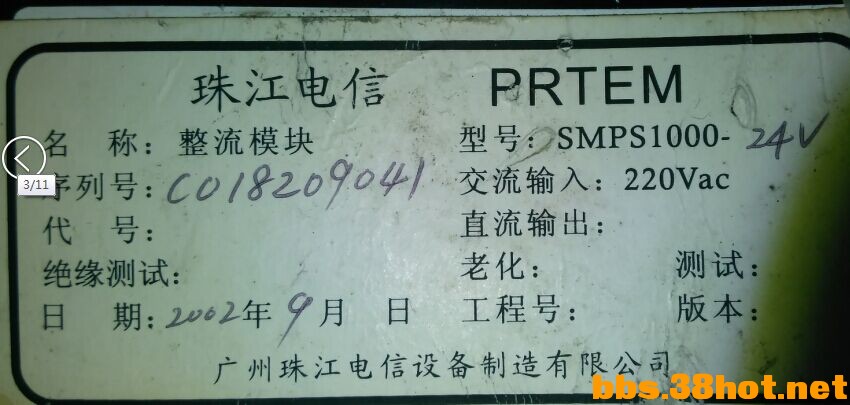 珠江电信 PRTEM
名 称：整流模块 型号：SMPS1000-24V
3/11
序列号：C018209041 交流输入：220Vac
代 号： 直流输出：
绝缘测试： 老化： 测试：
日 期：2002年9月 日 工程号： 版本：
广州珠江电信设备制造有限公司
bbs.38hot.net